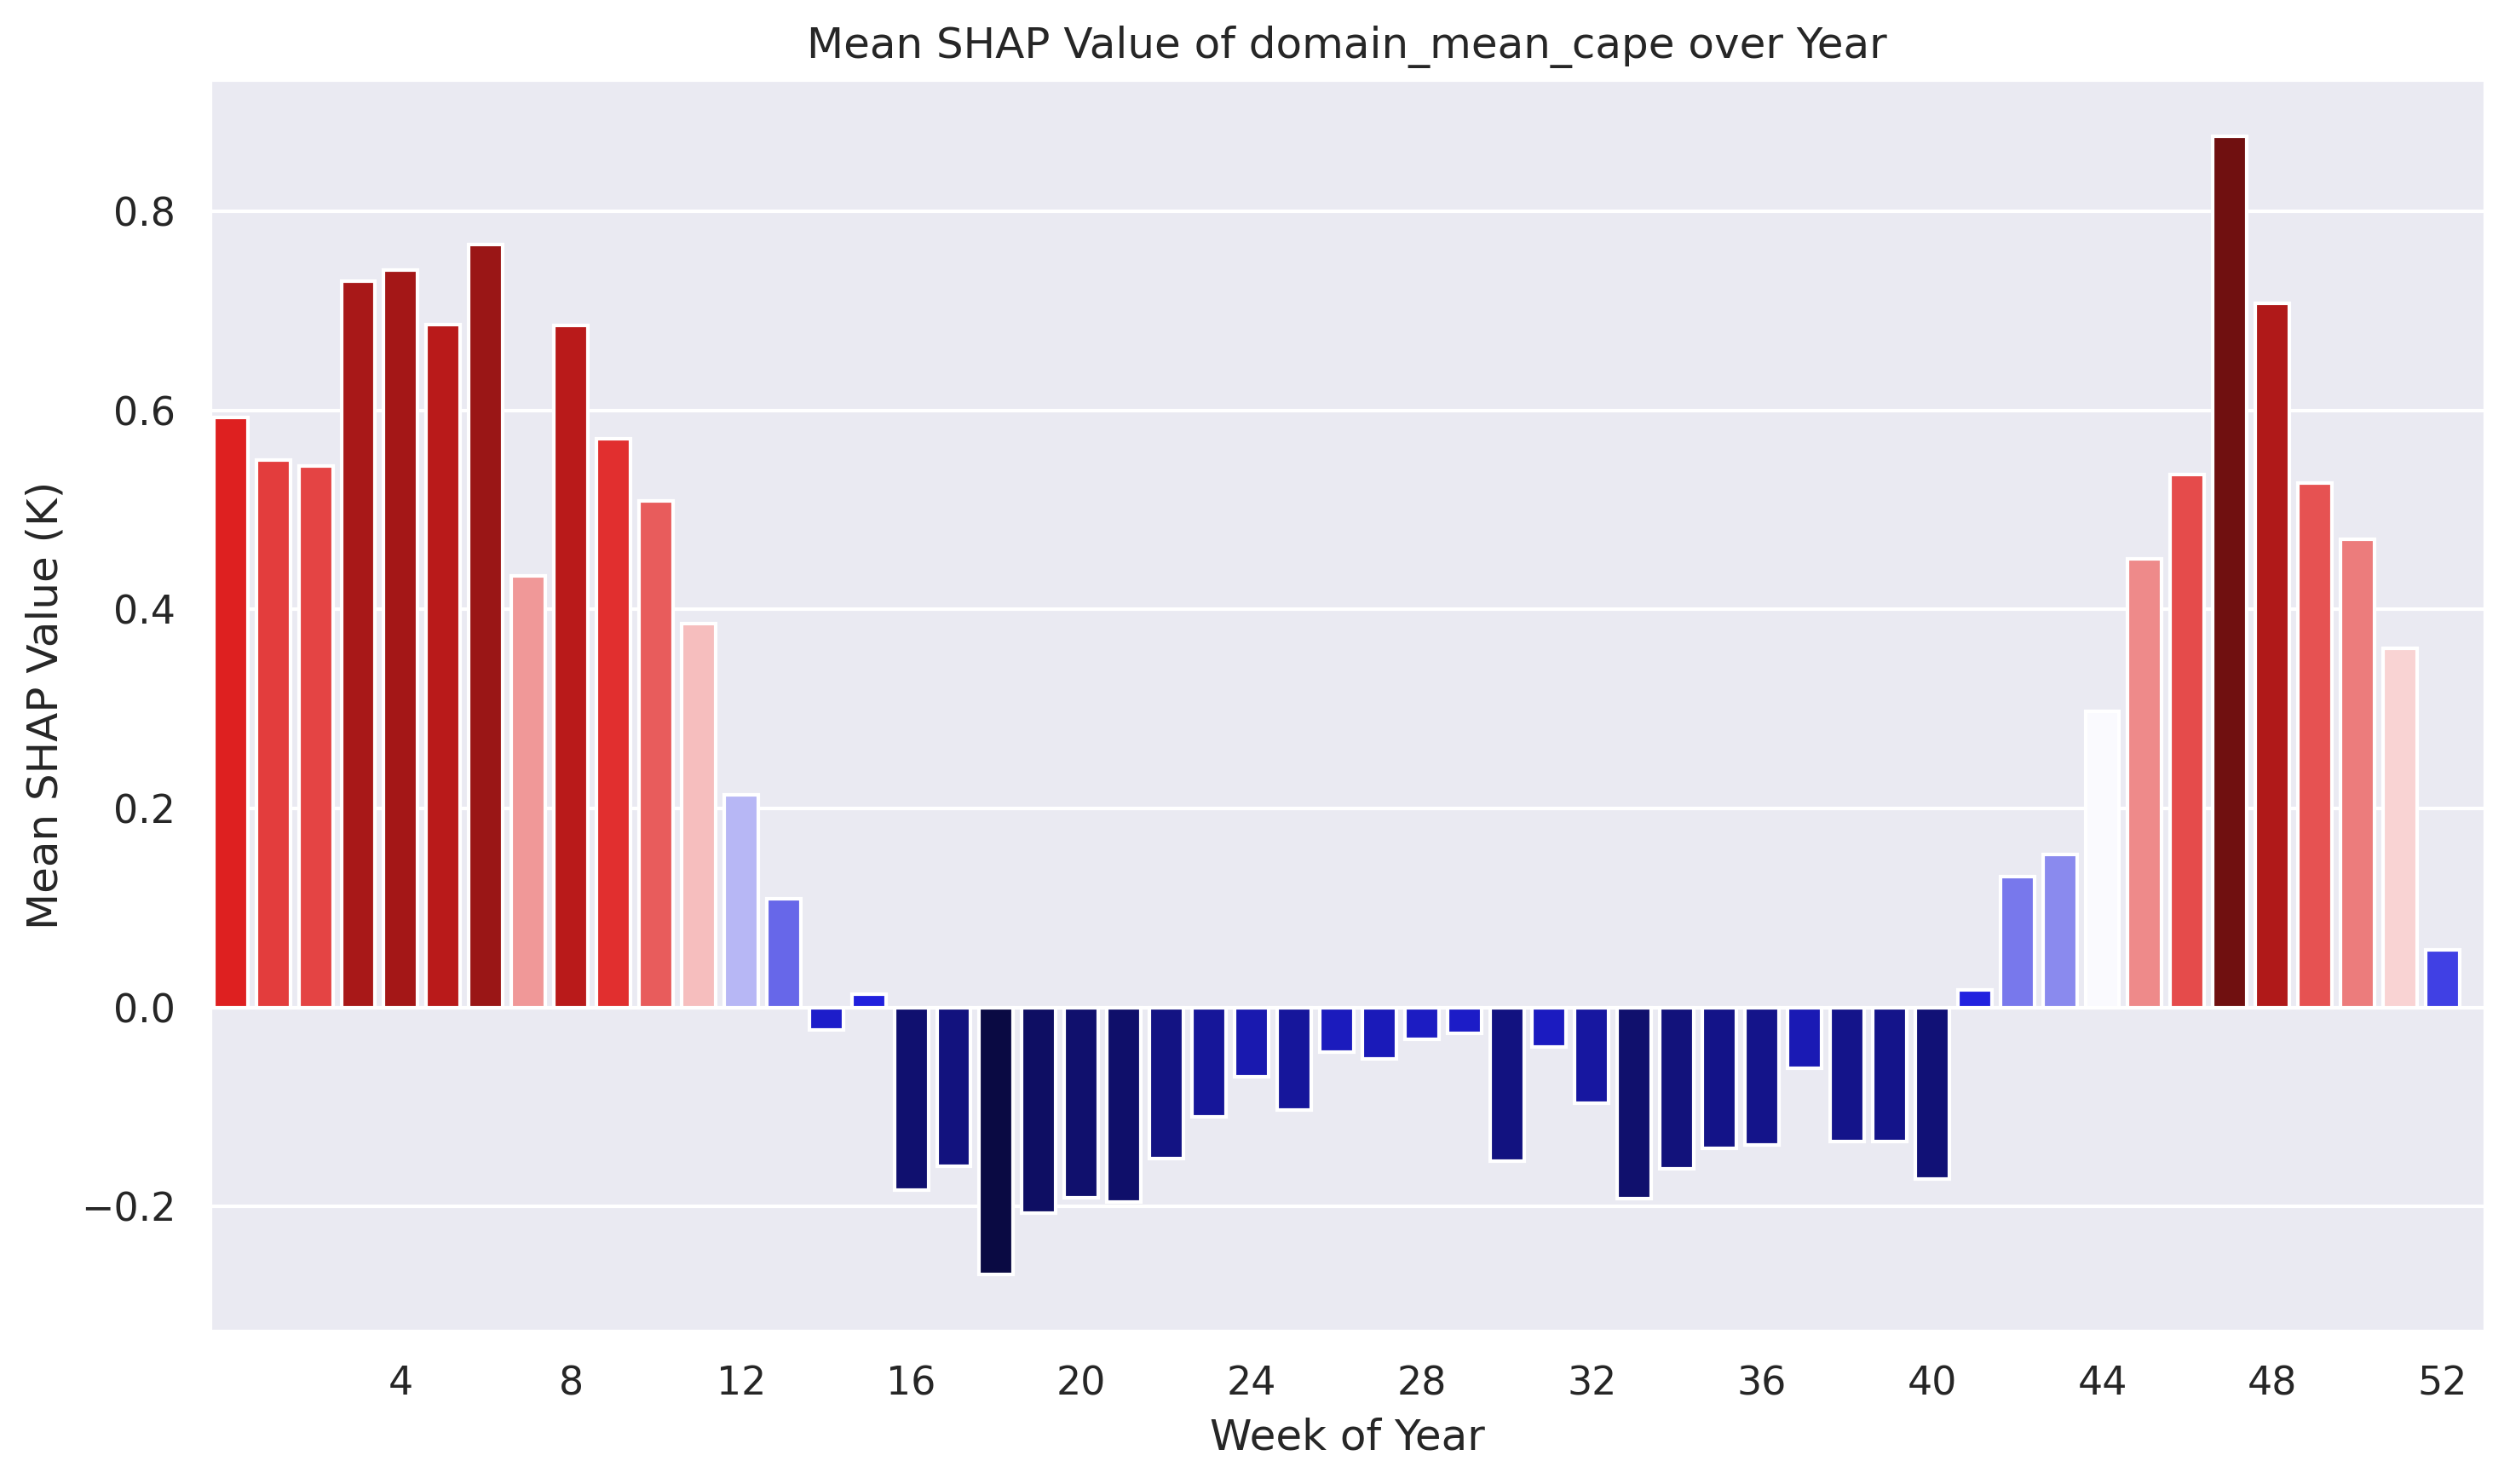 Mean SHAP Value of domain_mean_cape over Year
Mean SHAP Value (K)
0.8
0.6
0.4
0.2
0.0
−0.2
4 8 12 16 20 24 28 32 36 40 44 48 52
Week of Year